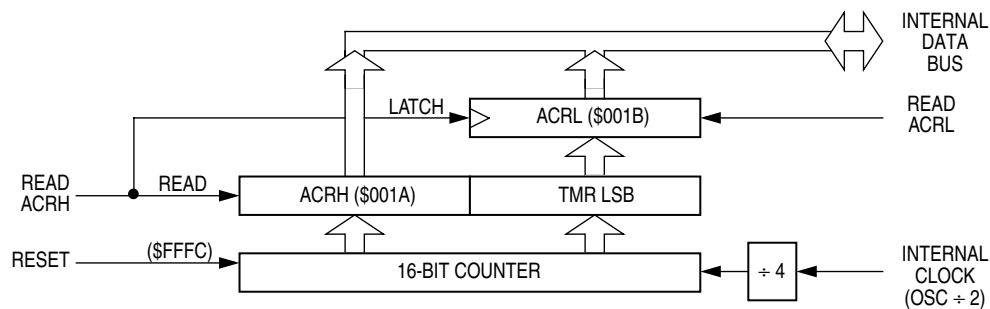 INTERNAL
DATA
BUS
LATCH
ACRL ($001B)
READ
ACRL
READ
ACRH
READ
ACRH ($001A)
TMR LSB
RESET
($FFFC)
16-BIT COUNTER
÷ 4
INTERNAL
CLOCK
(OSC ÷ 2)